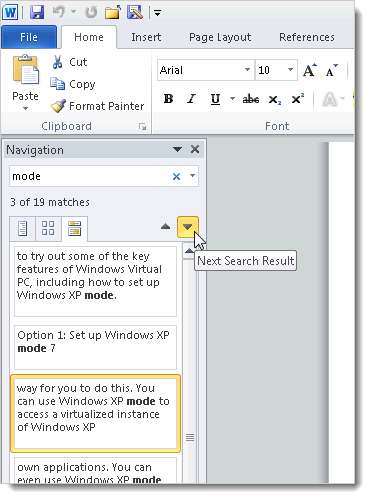 File Home Insert Page Layout References
Cut
Copy
Format Painter
Paste
Clipboard
Arial 10 A A
B I U abc x₂ x² A
Font
Navigation
mode
3 of 19 matches
Next Search Result
to try out some of the key
features of Windows Virtual
PC, including how to set up
Windows XP mode.
Option 1: Set up Windows XP
mode ?
way for you to do this. You
can use Windows XP mode to
access a virtualized instance
of Windows XP
own applications. You can
even use Windows XP mode